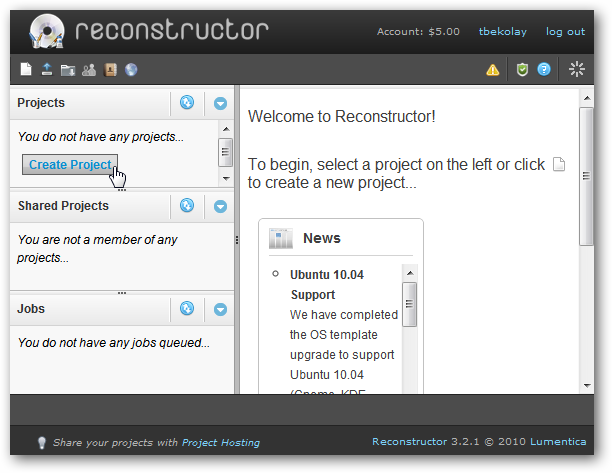 reconstructor
Account: $5.00 tbekolay log out
Projects
You do not have any projects...
Create Project
Shared Projects
You are not a member of any
projects...
Jobs
You do not have any jobs queued...
Welcome to Reconstructor!
To begin, select a project on the left or click
to create a new project...
News
Ubuntu 10.04
Support
We have completed
the OS template
upgrade to support
Ubuntu 10.04
(Gnome, KDE,
Share your projects with Project Hosting
Reconstructor 3.2.1 © 2010 Lumentica